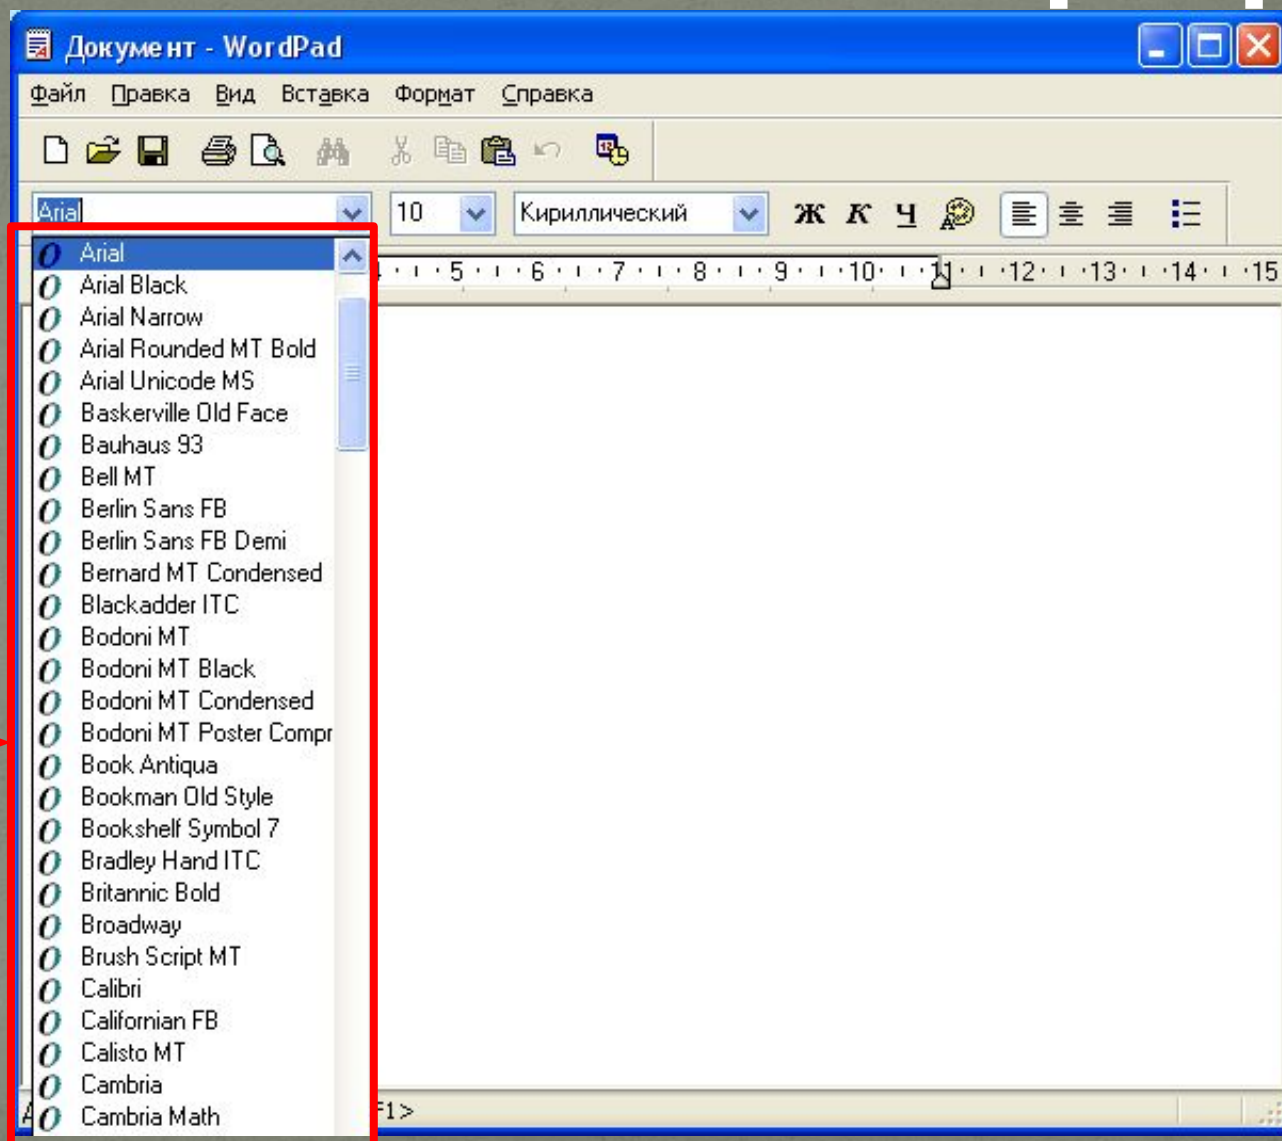 Документ - WordPad
Файл Правка Вид Вставка Формат Справка
Arial 10 Кириллический Ж К Ч
5 6 7 8 9 10 11 12 13 14 15
Arial
Arial Black
Arial Narrow
Arial Rounded MT Bold
Arial Unicode MS
Baskerville Old Face
Bauhaus 93
Bell MT
Berlin Sans FB
Berlin Sans FB Demi
Bernard MT Condensed
Blackadder ITC
Bodoni MT
Bodoni MT Black
Bodoni MT Condensed
Bodoni MT Poster Compr
Book Antiqua
Bookman Old Style
Bookshelf Symbol 7
Bradley Hand ITC
Britannic Bold
Broadway
Brush Script MT
Calibri
Californian FB
Calisto MT
Cambria
Cambria Math
F1>